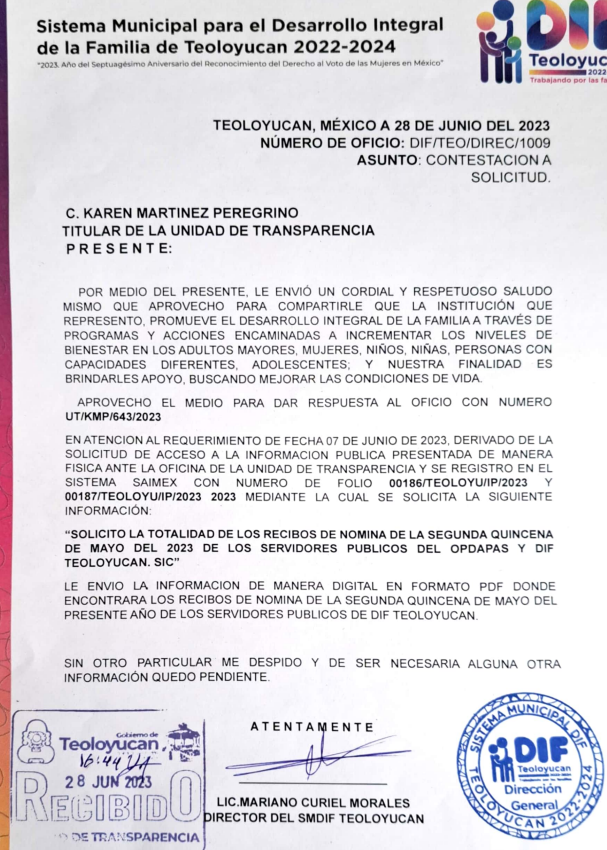 Sistema Municipal para el Desarrollo Integral
de la Familia de Teoloyucan 2022-2024
"2023. Año del Septuagésimo Aniversario del Reconocimiento del Derecho al Voto de las Mujeres en México"
DIF
Teoloyuc
2022
Trabajando por las fa
TEOLOYUCAN, MÉXICO A 28 DE JUNIO DEL 2023
NÚMERO DE OFICIO: DIF/TEO/DIREC/1009
ASUNTO: CONTESTACION A
SOLICITUD.
C. KAREN MARTINEZ PEREGRINO
TITULAR DE LA UNIDAD DE TRANSPARENCIA
P R E S E N T E:
POR MEDIO DEL PRESENTE, LE ENVIÓ UN CORDIAL Y RESPETUOSO SALUDO
MISMO QUE APROVECHO PARA COMPARTIRLE QUE LA INSTITUCIÓN QUE
REPRESENTO, PROMUEVE EL DESARROLLO INTEGRAL DE LA FAMILIA A TRAVÉS DE
PROGRAMAS Y ACCIONES ENCAMINADAS A INCREMENTAR LOS NIVELES DE
BIENESTAR EN LOS ADULTOS MAYORES, MUJERES, NIÑOS, NIÑAS, PERSONAS CON
CAPACIDADES DIFERENTES, ADOLESCENTES; Y NUESTRA FINALIDAD ES
BRINDARLES APOYO, BUSCANDO MEJORAR LAS CONDICIONES DE VIDA.
APROVECHO EL MEDIO PARA DAR RESPUESTA AL OFICIO CON NUMERO
UT/KMP/643/2023
EN ATENCION AL REQUERIMIENTO DE FECHA 07 DE JUNIO DE 2023, DERIVADO DE LA
SOLICITUD DE ACCESO A LA INFORMACION PUBLICA PRESENTADA DE MANERA
FISICA ANTE LA OFICINA DE LA UNIDAD DE TRANSPARENCIA Y SE REGISTRO EN EL
SISTEMA SAIMEX CON NUMERO DE FOLIO 00186/TEOLOYU/IP/2023 Y
00187/TEOLOYU/IP/2023 2023 MEDIANTE LA CUAL SE SOLICITA LA SIGUIENTE
INFORMACIÓN:
"SOLICITO LA TOTALIDAD DE LOS RECIBOS DE NOMINA DE LA SEGUNDA QUINCENA
DE MAYO DEL 2023 DE LOS SERVIDORES PUBLICOS DEL OPDAPAS Y DIF
TEOLOYUCAN. SIC"
LE ENVIO LA INFORMACION DE MANERA DIGITAL EN FORMATO PDF DONDE
ENCONTRARA LOS RECIBOS DE NOMINA DE LA SEGUNDA QUINCENA DE MAYO DEL
PRESENTE AÑO DE LOS SERVIDORES PUBLICOS DE DIF TEOLOYUCAN.
SIN OTRO PARTICULAR ME DESPIDO Y DE SER NECESARIA ALGUNA OTRA
INFORMACIÓN QUEDO PENDIENTE.
A T E N T A M E N T E
LIC.MARIANO CURIEL MORALES
DIRECTOR DEL SMDIF TEOLOYUCAN
Gobierno de
Teoloyucan
16:44
28 JUN 2023
RECIBIDO
DE TRANSPARENCIA
SISTEMA MUNICIPAL DIF
DIF
Teoloyucan
Dirección
General
TEOLOYUCAN 2022-2024